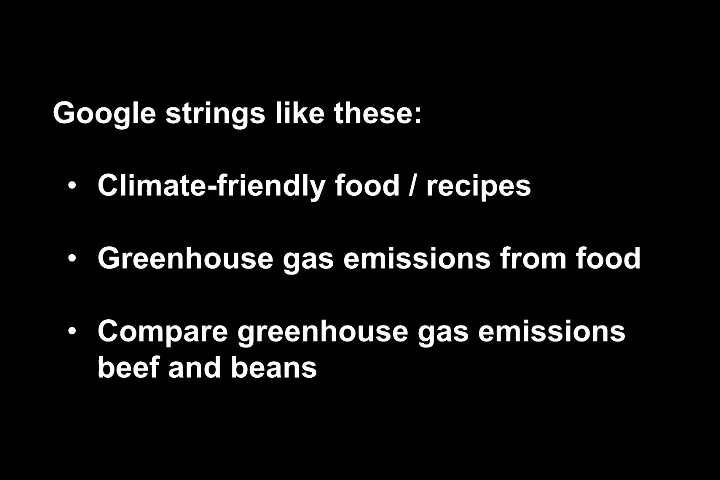 Google strings like these:
• Climate-friendly food / recipes
• Greenhouse gas emissions from food
• Compare greenhouse gas emissions
beef and beans